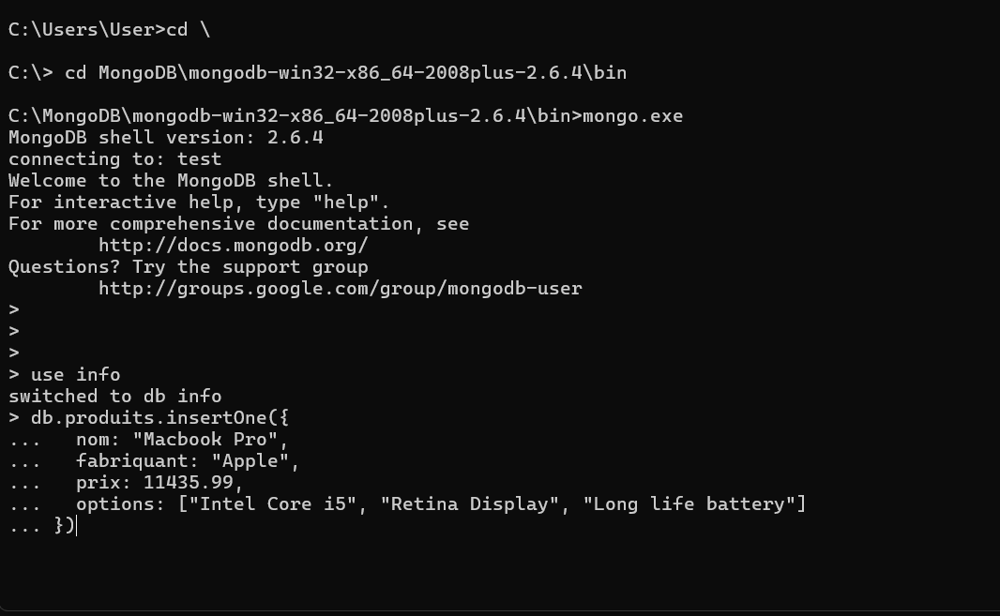 C:\Users\User>cd \
C:\> cd MongoDB\mongodb-win32-x86_64-2008plus-2.6.4\bin
C:\MongoDB\mongodb-win32-x86_64-2008plus-2.6.4\bin>mongo.exe
MongoDB shell version: 2.6.4
connecting to: test
Welcome to the MongoDB shell.
For interactive help, type "help".
For more comprehensive documentation, see
        http://docs.mongodb.org/
Questions? Try the support group
        http://groups.google.com/group/mongodb-user
>
>
>
> use info
switched to db info
> db.produits.insertOne({
...   nom: "Macbook Pro",
...   fabriquant: "Apple",
...   prix: 11435.99,
...   options: ["Intel Core i5", "Retina Display", "Long life battery"]
... })